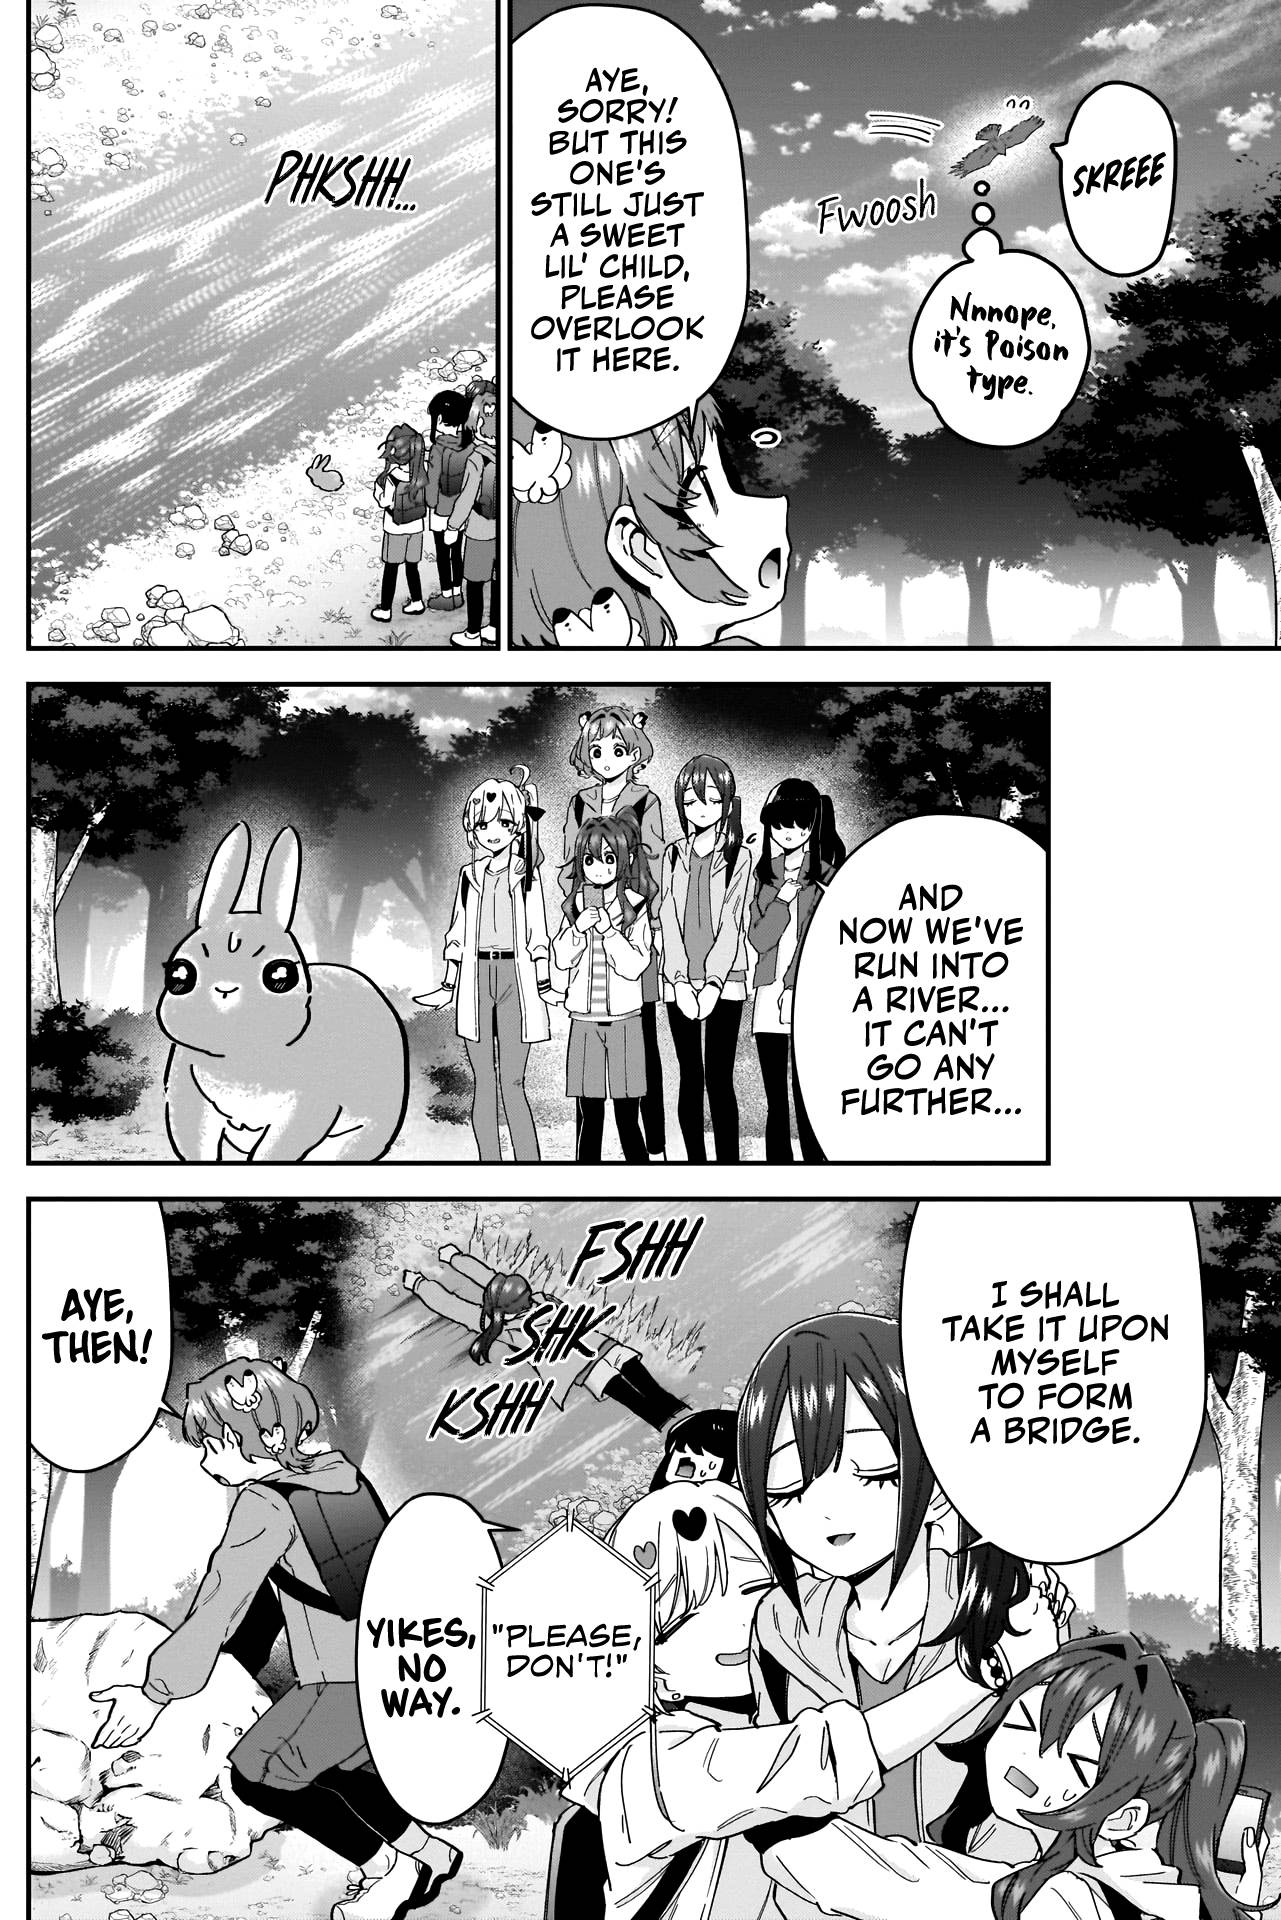 SKREEE
Fwoosh
Nnnope,
it's Poison
type.
AYE,
SORRY!
BUT THIS
ONE'S
STILL JUST
A SWEET
LIL' CHILD,
PLEASE
OVERLOOK
IT HERE.
PHKSHH...
AND
NOW WE'VE
RUN INTO
A RIVER...
IT CAN'T
GO ANY
FURTHER...
I SHALL
TAKE IT UPON
MYSELF
TO FORM
A BRIDGE.
FSHH
SHK
KSHH
"PLEASE,
DON'T!"
YIKES,
NO
WAY.
AYE,
THEN!